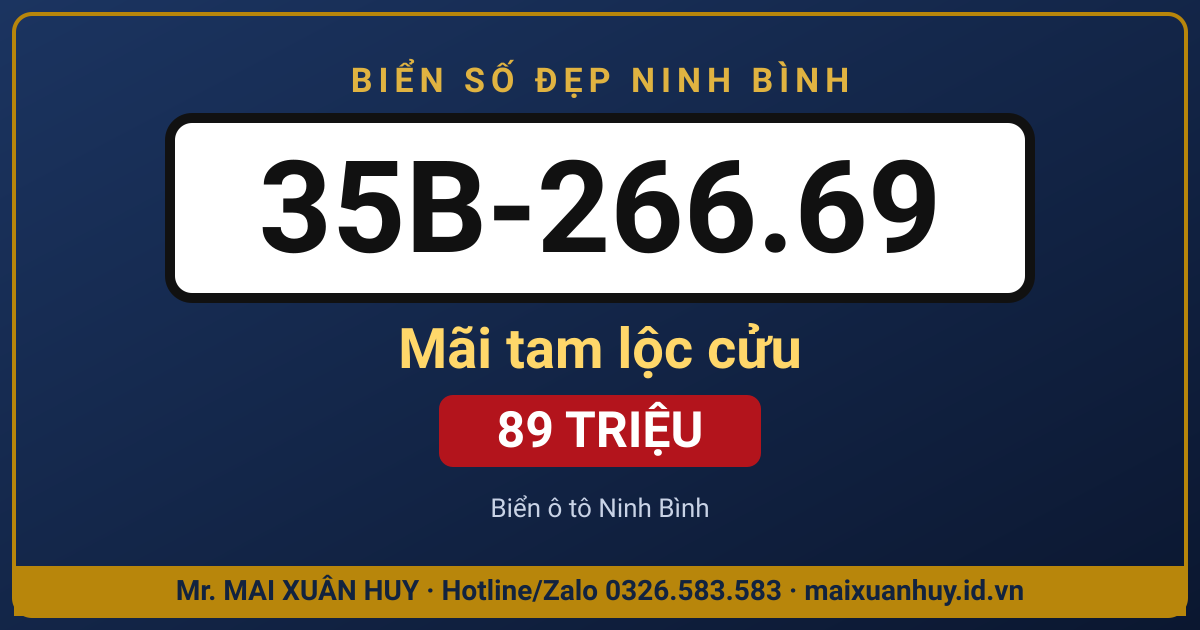 BIỂN SỐ ĐẸP NINH BÌNH
35B-266.69
Mãi tam lộc cửu
89 TRIỆU
Biển ô tô Ninh Bình
Mr. MAI XUÂN HUY · Hotline/Zalo 0326.583.583 · maixuanhuy.id.vn